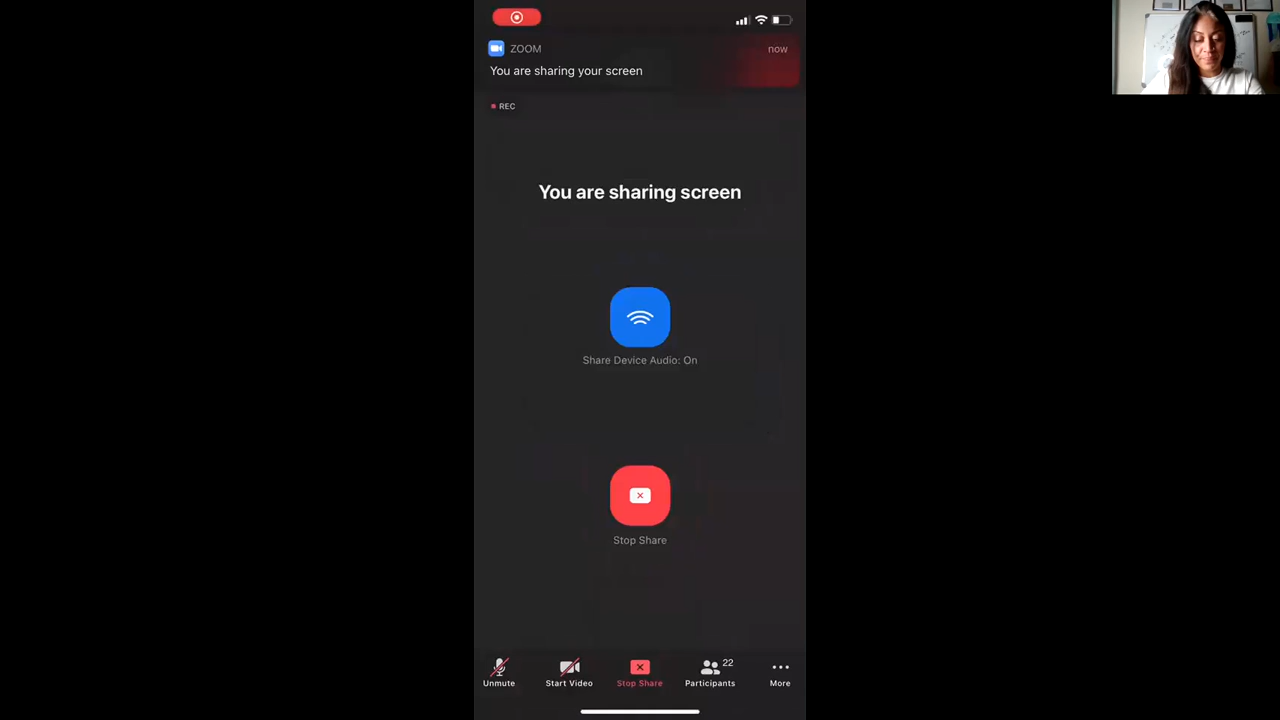 ZOOM
now
You are sharing your screen
REC
You are sharing screen
Share Device Audio: On
Stop Share
Unmute
Start Video
Stop Share
Participants
22
More